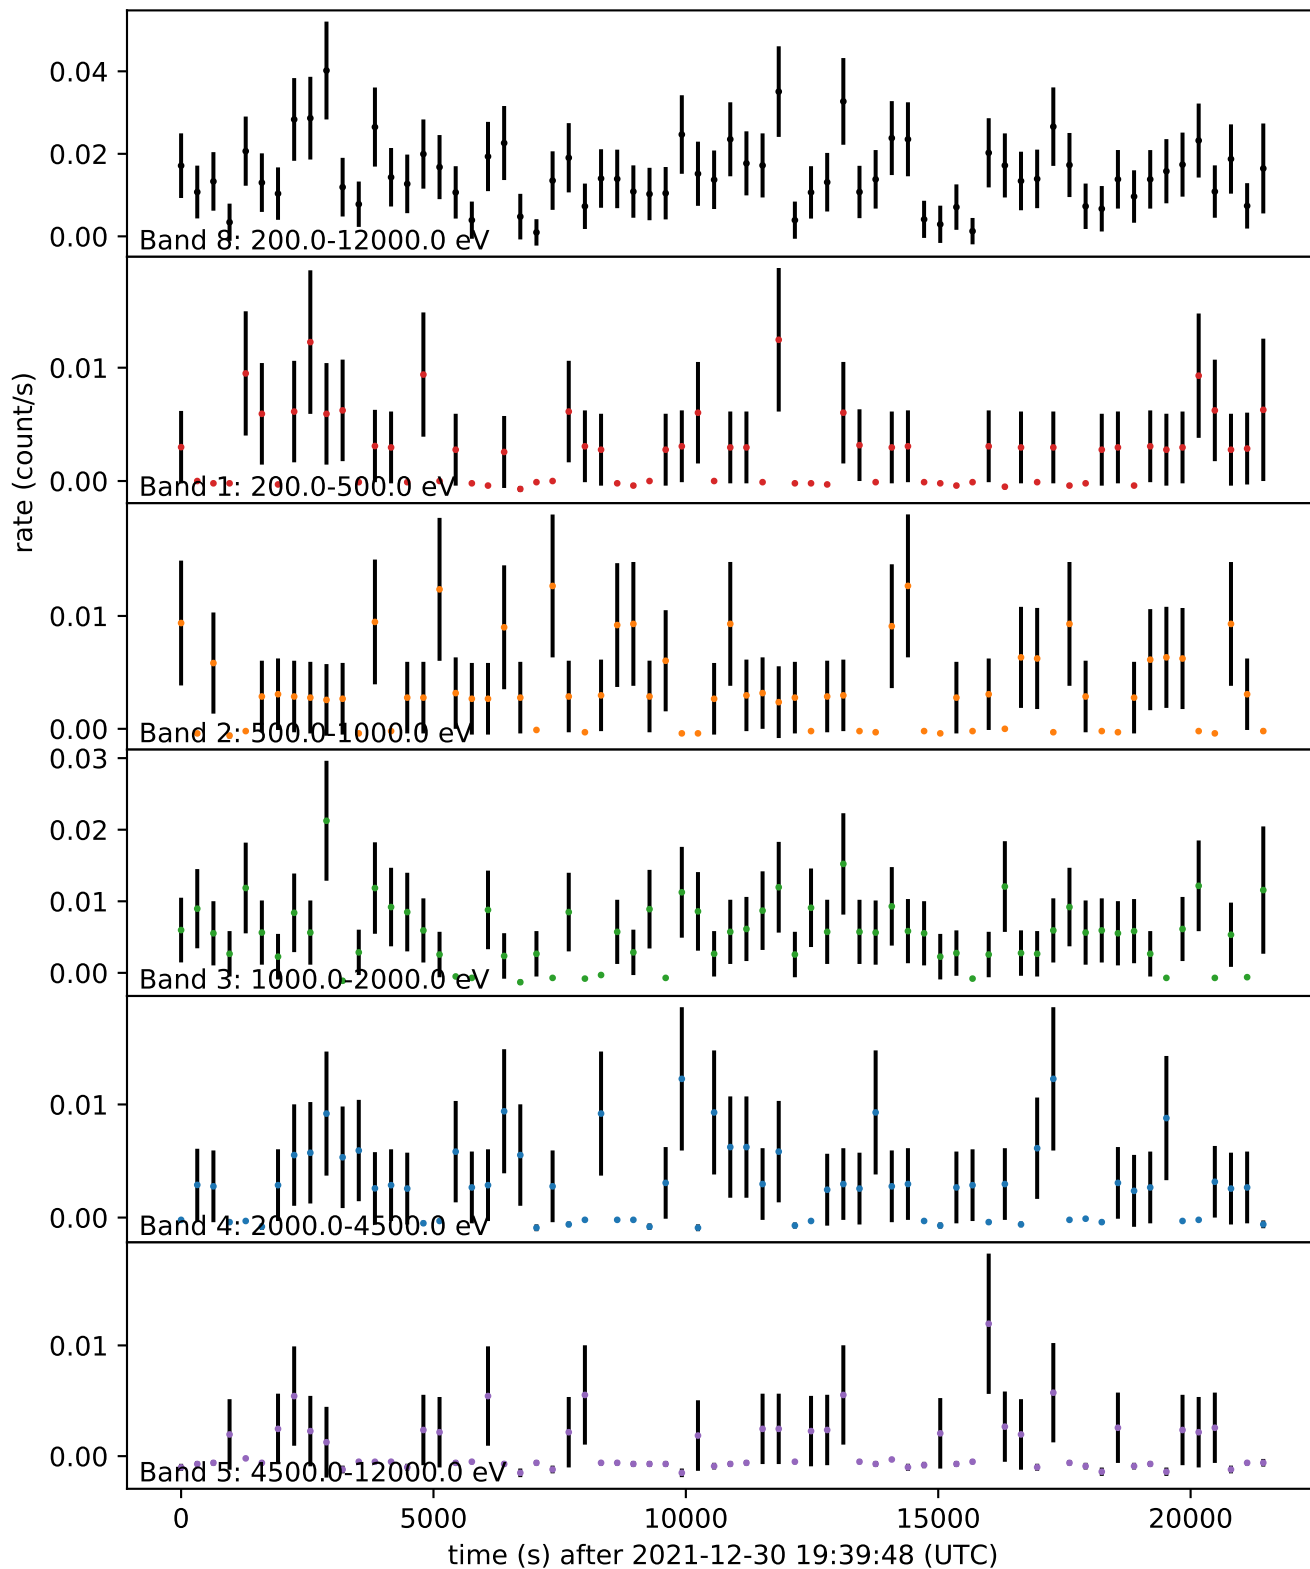 0.04
0.02
0.00
Band 8: 200.0-12000.0 eV
0.01
0.00
Band 1: 200.0-500.0 eV
rate (count/s)
0.01
0.00
Band 2: 500.0-1000.0 eV
0.03
0.02
0.01
0.00
Band 3: 1000.0-2000.0 eV
0.01
0.00
Band 4: 2000.0-4500.0 eV
0.01
0.00
Band 5: 4500.0-12000.0 eV
0 5000 10000 15000 20000
time (s) after 2021-12-30 19:39:48 (UTC)